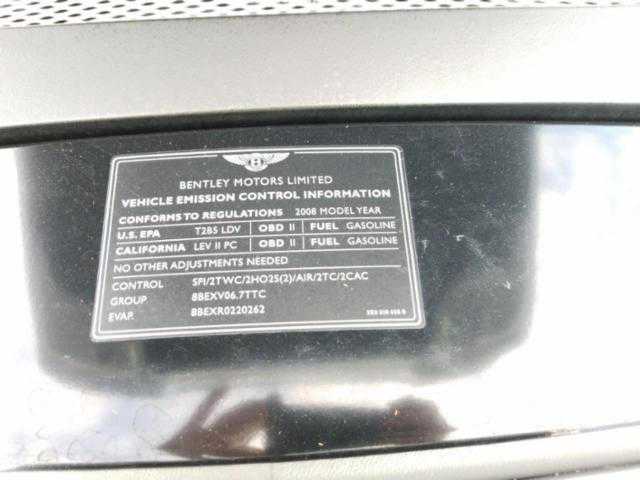 B
BENTLEY MOTORS LIMITED
VEHICLE EMISSION CONTROL INFORMATION
CONFORMS TO REGULATIONS 2008 MODEL YEAR
U.S. EPA T2B5 LDV OBD II FUEL GASOLINE
CALIFORNIA LEV II PC OBD II FUEL GASOLINE
NO OTHER ADJUSTMENTS NEEDED
CONTROL SFI/2TWC/2HO2S(2)/AIR/2TC/2CAC
GROUP 8BEXV06.7TTC
EVAP. 8BEXR0220262